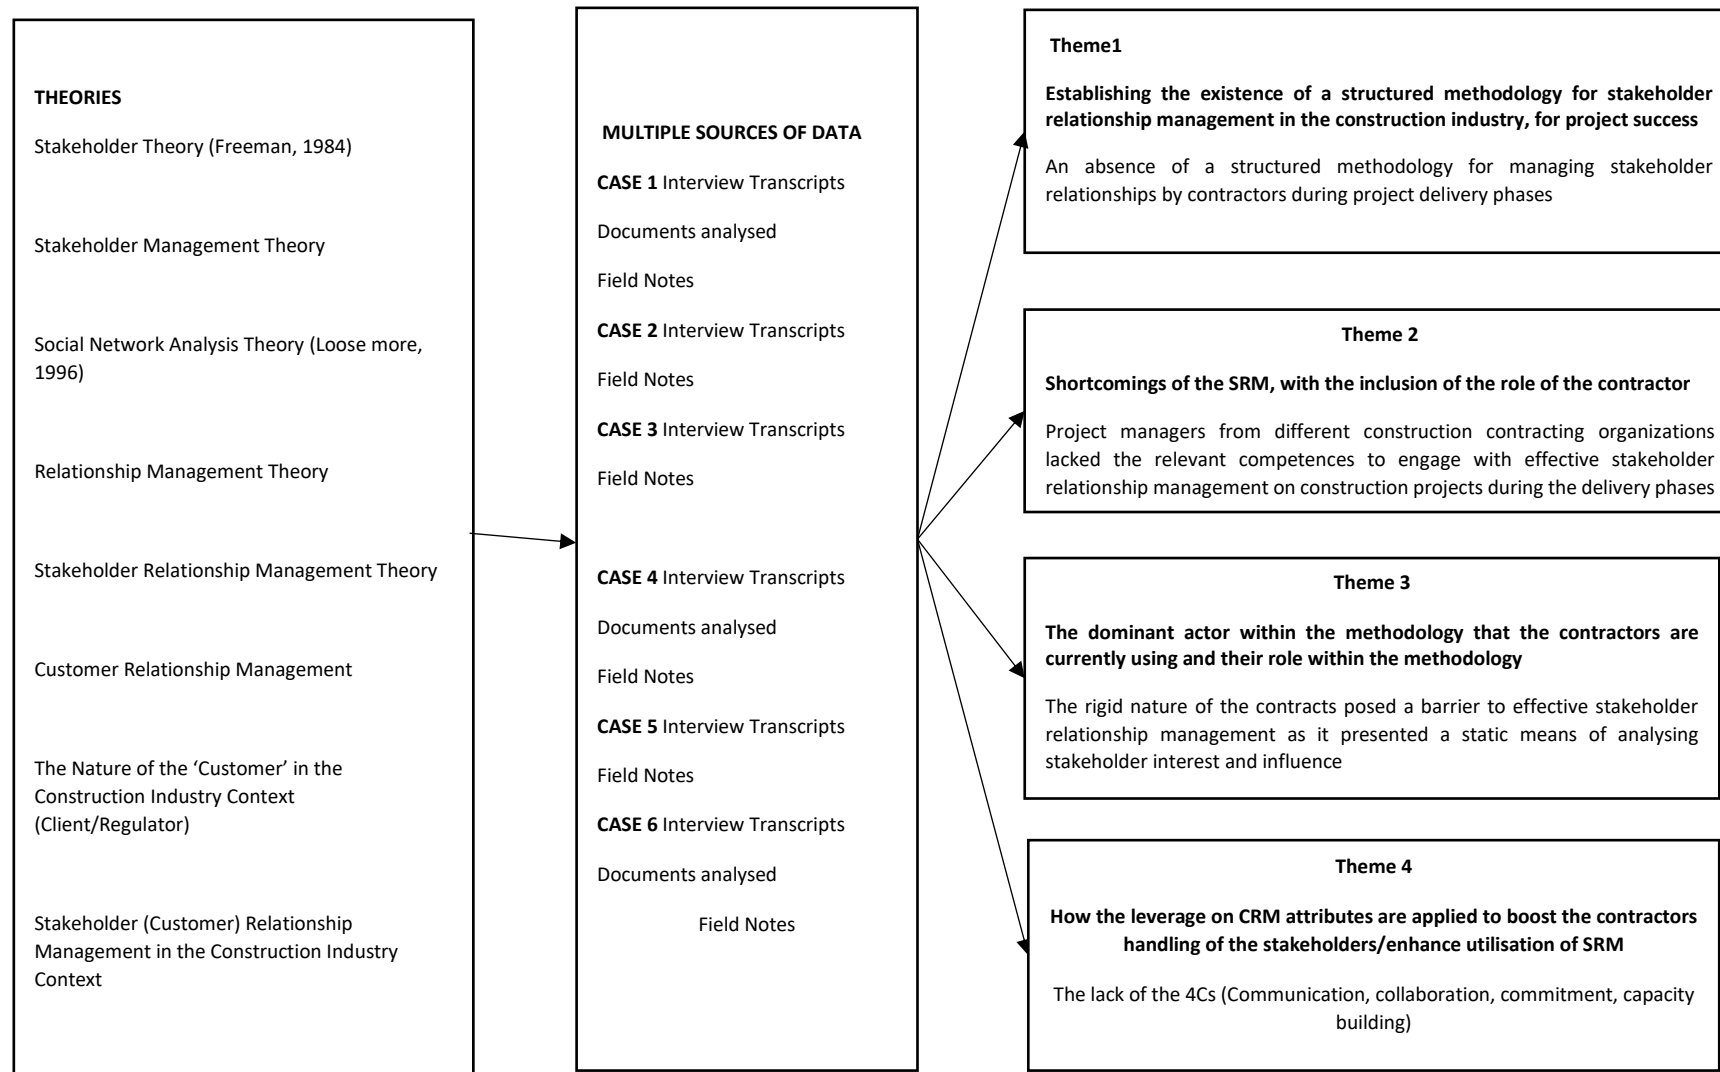 THEORIES
Stakeholder Theory (Freeman, 1984)
Stakeholder Management Theory
Social Network Analysis Theory (Loose more,
1996)
Relationship Management Theory
Stakeholder Relationship Management Theory
Customer Relationship Management
The Nature of the ‘Customer’ in the
Construction Industry Context
(Client/Regulator)
Stakeholder (Customer) Relationship
Management in the Construction Industry
Context
MULTIPLE SOURCES OF DATA
CASE 1 Interview Transcripts
Documents analysed
Field Notes
CASE 2 Interview Transcripts
Field Notes
CASE 3 Interview Transcripts
Field Notes
CASE 4 Interview Transcripts
Documents analysed
Field Notes
CASE 5 Interview Transcripts
Field Notes
CASE 6 Interview Transcripts
Documents analysed
Field Notes
Theme1
Establishing the existence of a structured methodology for stakeholder
relationship management in the construction industry, for project success
An absence of a structured methodology for managing stakeholder
relationships by contractors during project delivery phases
Theme 2
Shortcomings of the SRM, with the inclusion of the role of the contractor
Project managers from different construction contracting organizations
lacked the relevant competences to engage with effective stakeholder
relationship management on construction projects during the delivery phases
Theme 3
The dominant actor within the methodology that the contractors are
currently using and their role within the methodology
The rigid nature of the contracts posed a barrier to effective stakeholder
relationship management as it presented a static means of analysing
stakeholder interest and influence
Theme 4
How the leverage on CRM attributes are applied to boost the contractors
handling of the stakeholders/enhance utilisation of SRM
The lack of the 4Cs (Communication, collaboration, commitment, capacity
building)